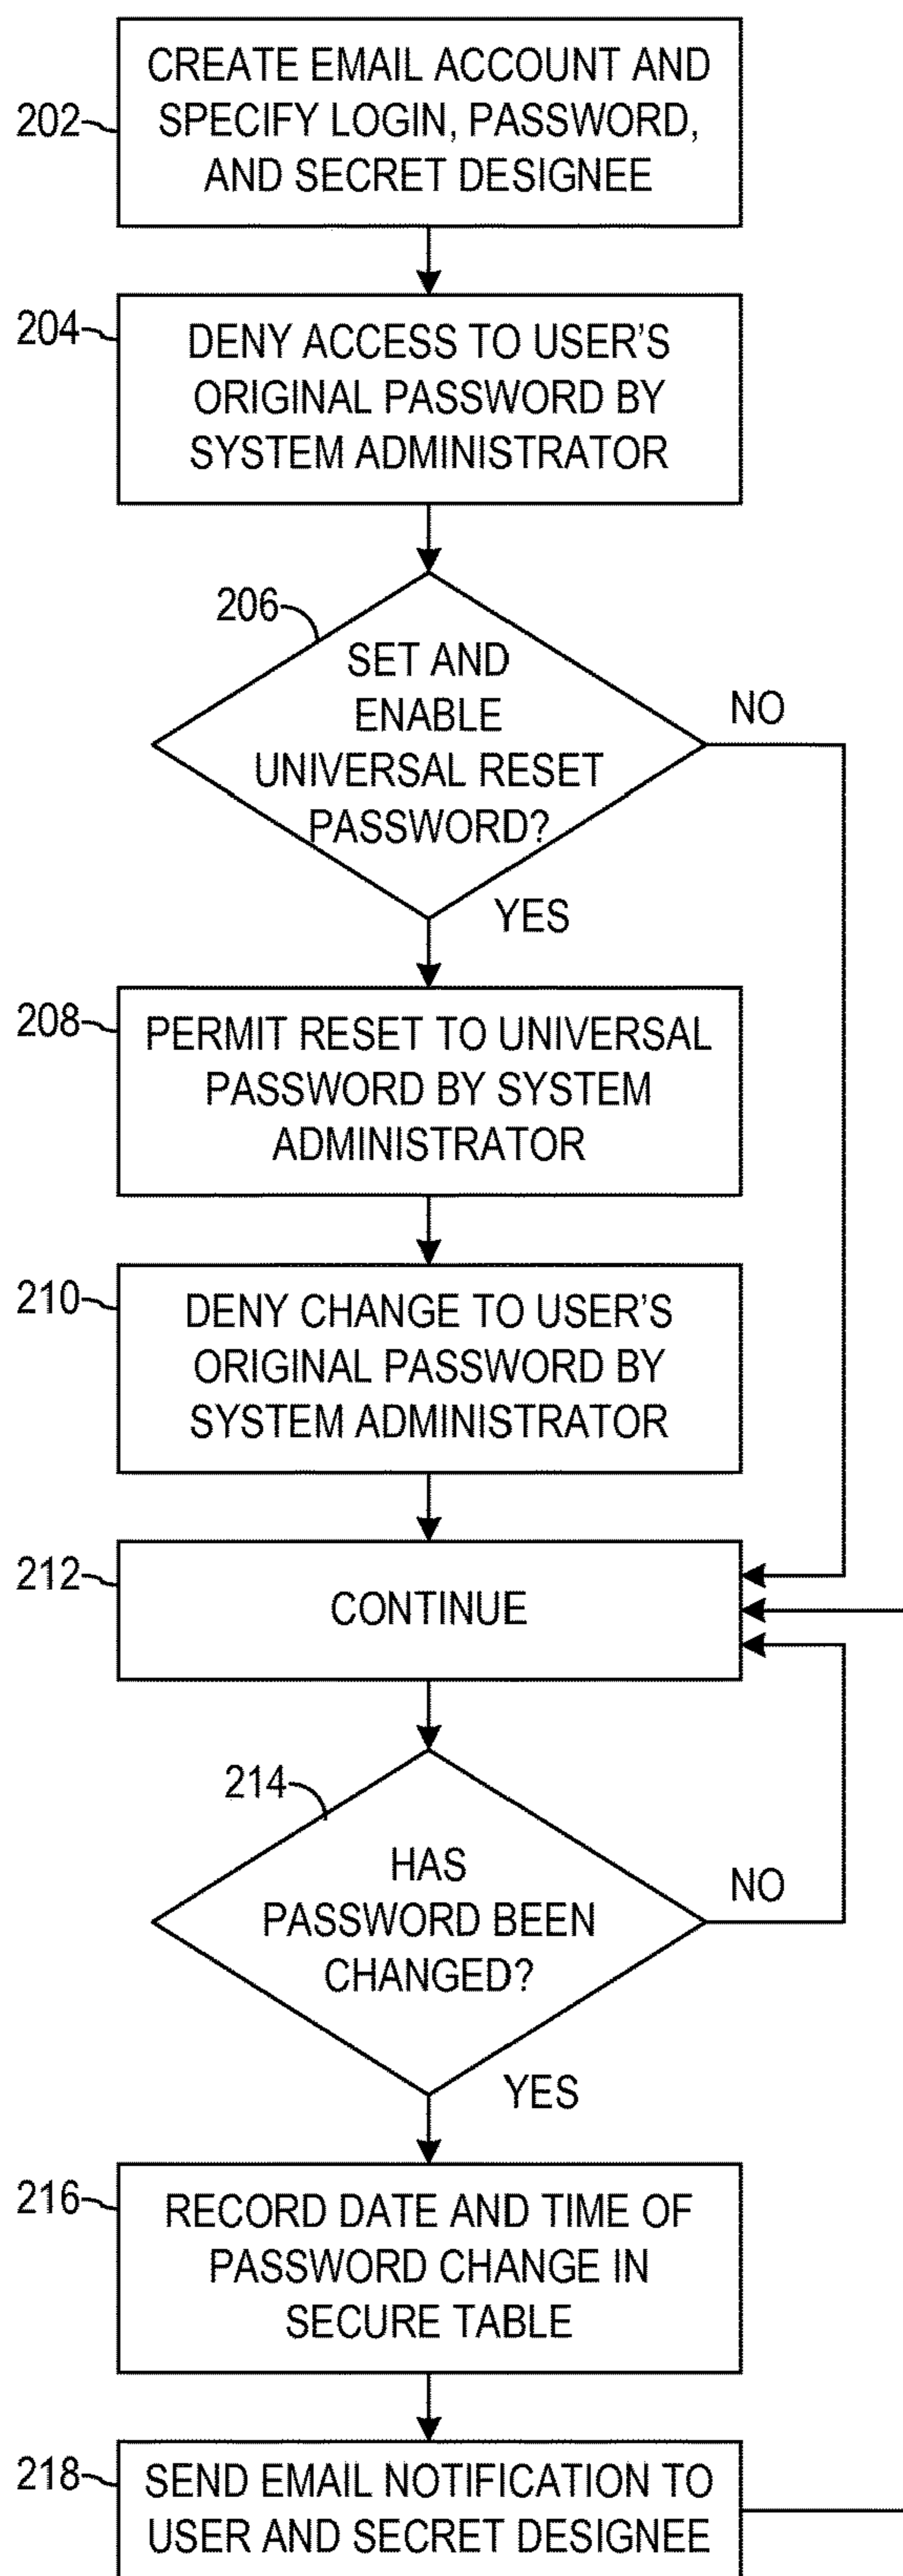 CREATE EMAIL ACCOUNT AND
202
SPECIFY LOGIN, PASSWORD,
AND SECRET DESIGNEE
204
DENY ACCESS TO USER'S
ORIGINAL PASSWORD BY
SYSTEM ADMINISTRATOR
206
SET AND
ENABLE
UNIVERSAL RESET
PASSWORD?
NO
YES
208
PERMIT RESET TO UNIVERSAL
PASSWORD BY SYSTEM
ADMINISTRATOR
210
DENY CHANGE TO USER'S
ORIGINAL PASSWORD BY
SYSTEM ADMINISTRATOR
212
CONTINUE
214
HAS
PASSWORD BEEN
CHANGED?
NO
YES
216
RECORD DATE AND TIME OF
PASSWORD CHANGE IN
SECURE TABLE
218
SEND EMAIL NOTIFICATION TO
USER AND SECRET DESIGNEE